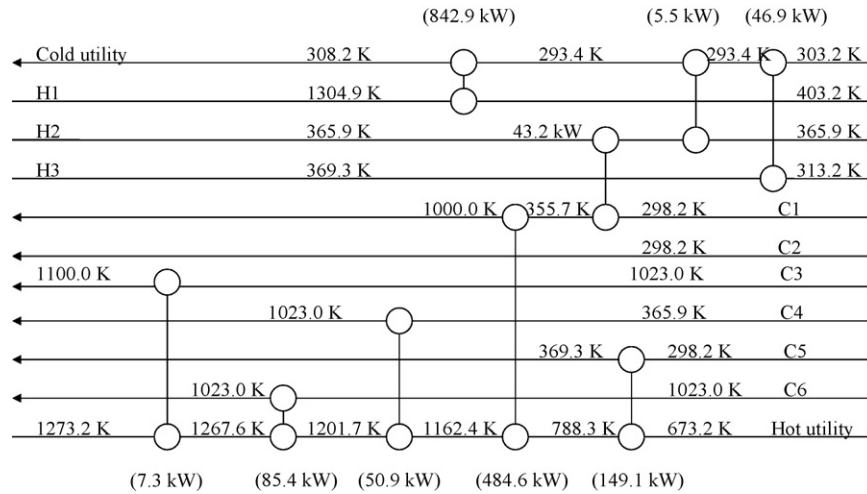 (842.9 kW) (5.5 kW) (46.9 kW)
Cold utility 308.2 K 293.4 K 293.4 K 303.2 K
H1 1304.9 K 403.2 K
H2 365.9 K 43.2 kW 365.9 K
H3 369.3 K 313.2 K
1000.0 K 355.7 K 298.2 K C1
298.2 K C2
1100.0 K 1023.0 K C3
1023.0 K 365.9 K C4
369.3 K 298.2 K C5
1023.0 K 1023.0 K C6
1273.2 K 1267.6 K 1201.7 K 1162.4 K 788.3 K 673.2 K Hot utility
(7.3 kW) (85.4 kW) (50.9 kW) (484.6 kW) (149.1 kW)